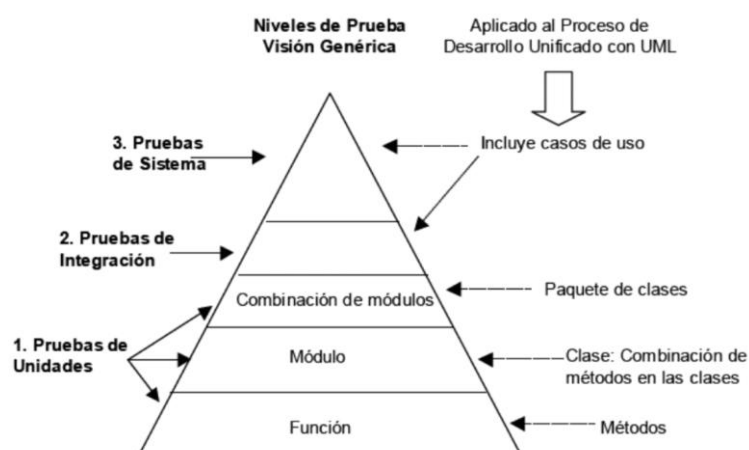 Niveles de Prueba
Visión Genérica
Aplicado al Proceso de
Desarrollo Unificado con UML
3. Pruebas
de Sistema
Incluye casos de uso
2. Pruebas de
Integración
Combinación de módulos
Paquete de clases
1. Pruebas de
Unidades
Módulo
Clase: Combinación de
métodos en las clases
Función
Métodos